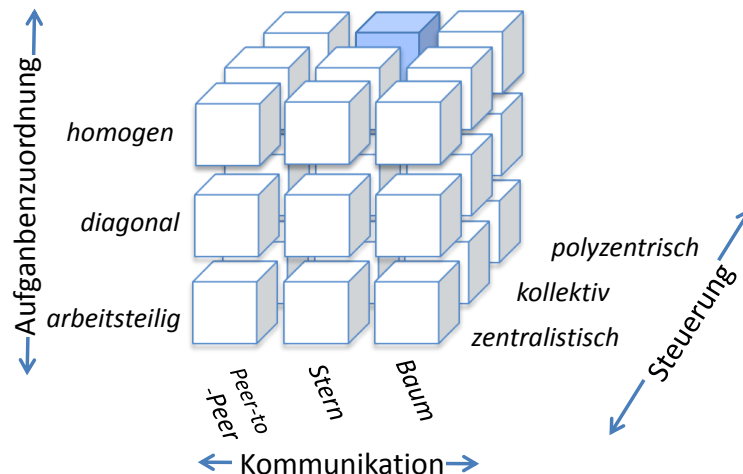 Aufganbenzuordnung
homogen
diagonal
arbeitsteilig
polyzentrisch
kollektiv
zentralistisch
Steuerung
Peer-to
-Peer
Stern
Baum
Kommunikation